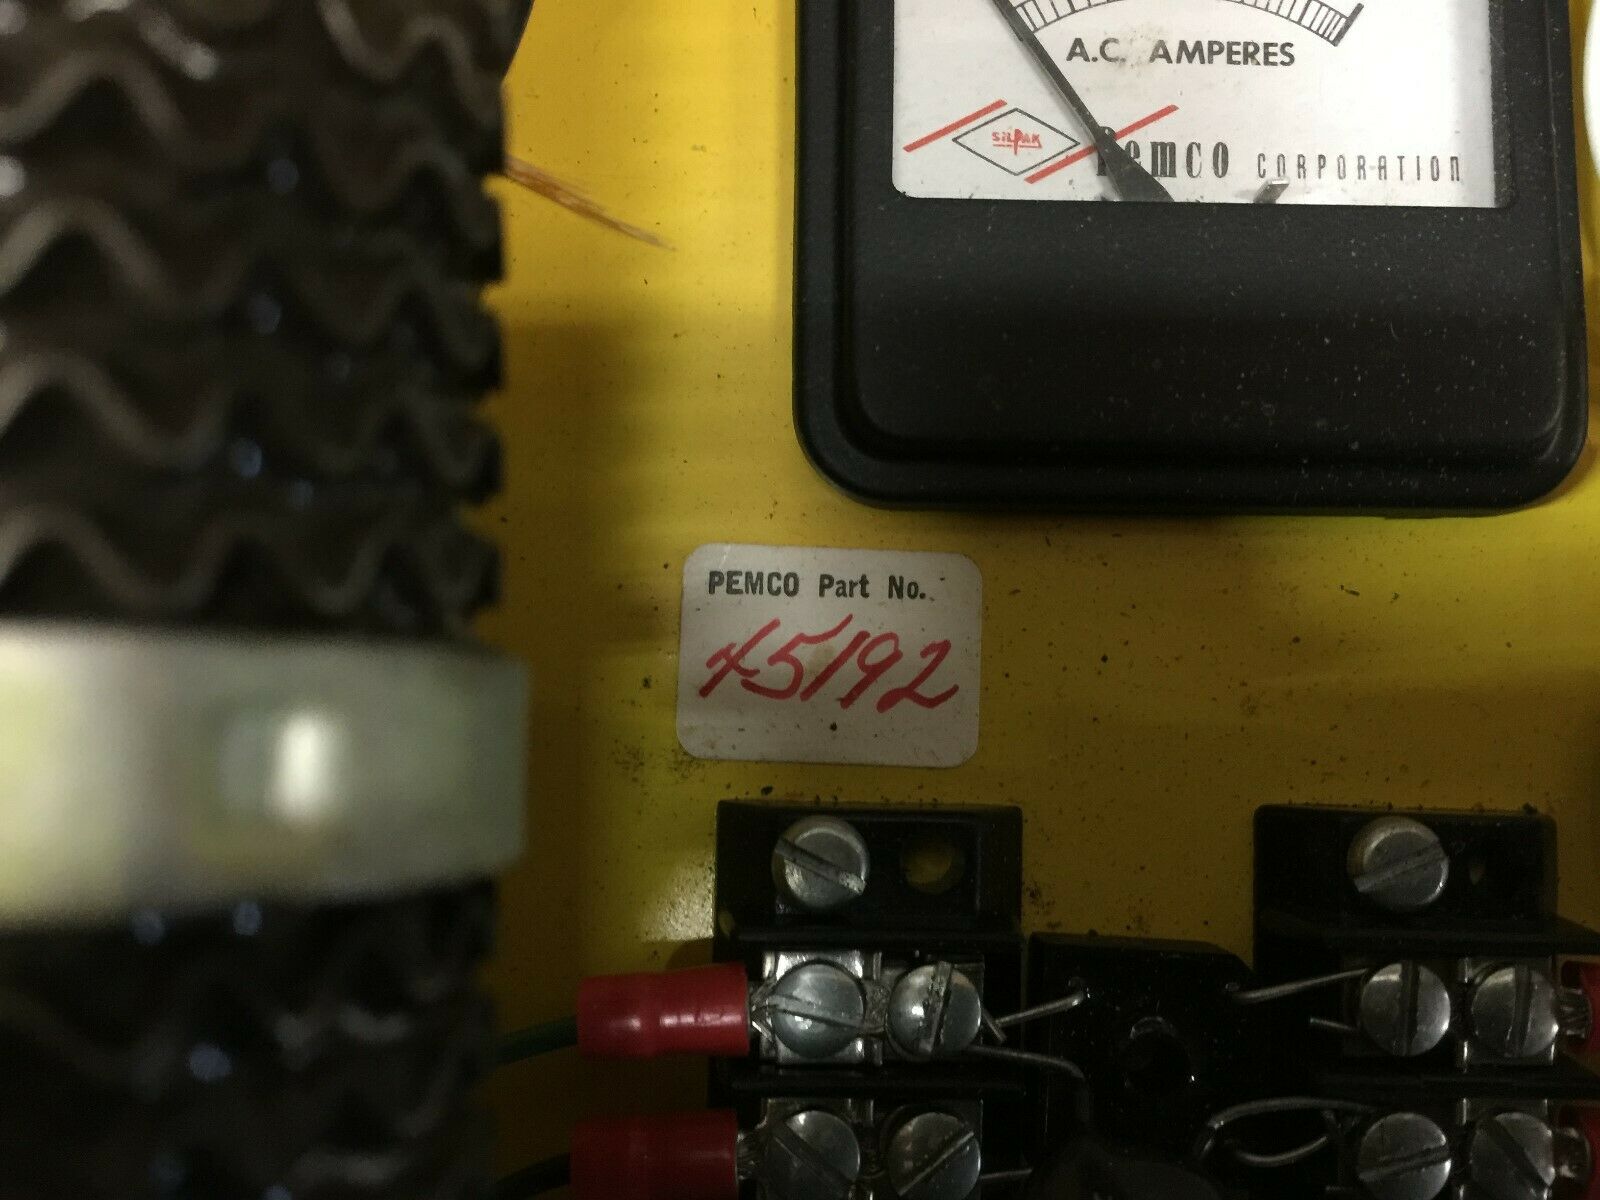 A.C. AMPERES
SILPAK
Pemco CORPORATION
PEMCO Part No.
45192